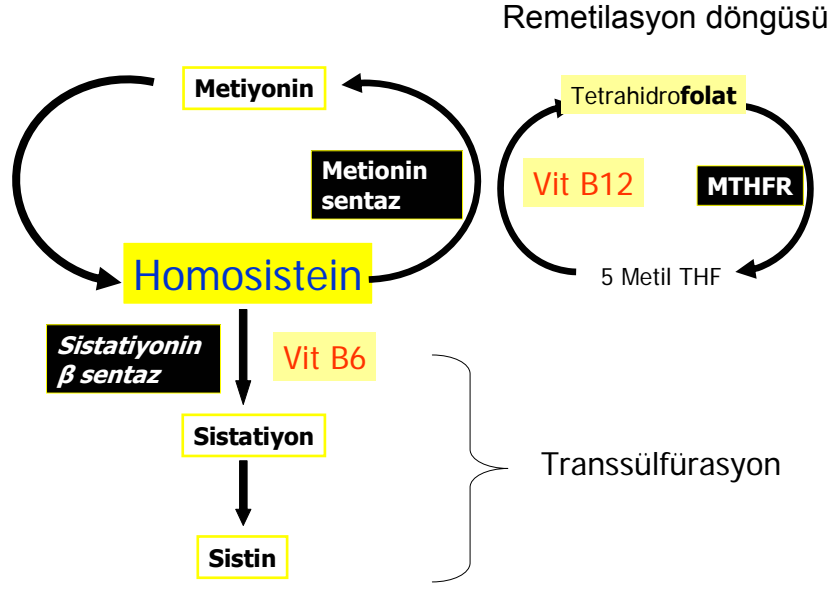 Remetilasyon döngüsü
Metiyonin
Tetrahidrofolat
Metionin
sentaz
Vit B12
MTHFR
Homosistein
5 Metil THF
Sistatiyonin
β sentaz
Vit B6
Sistatiyon
Transsülfürasyon
Sistin